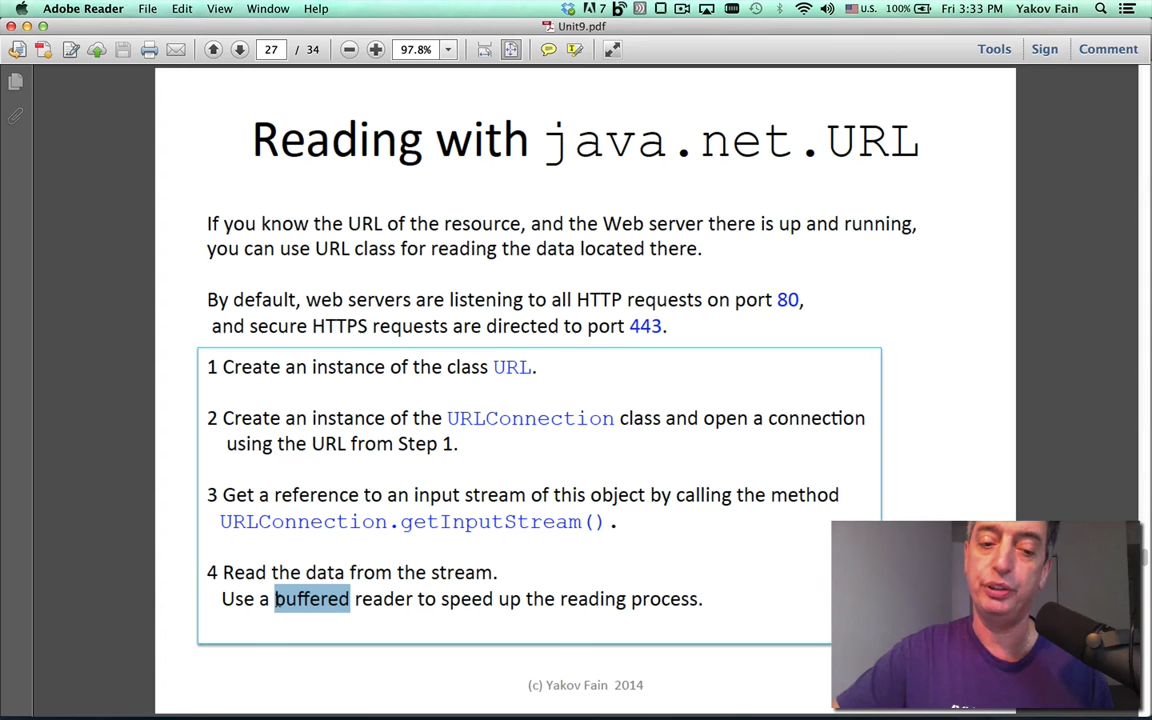 Adobe Reader File Edit View Window Help 7 U.S. 100% Fri 3:33 PM Yakov Fain
Unit9.pdf
27 / 34 97.8% Tools Sign Comment
Reading with java.net.URL
If you know the URL of the resource, and the Web server there is up and running,
you can use URL class for reading the data located there.
By default, web servers are listening to all HTTP requests on port 80,
and secure HTTPS requests are directed to port 443.
1 Create an instance of the class URL.
2 Create an instance of the URLConnection class and open a connection
using the URL from Step 1.
3 Get a reference to an input stream of this object by calling the method
URLConnection.getInputStream().
4 Read the data from the stream.
Use a buffered reader to speed up the reading process.
(c) Yakov Fain 2014